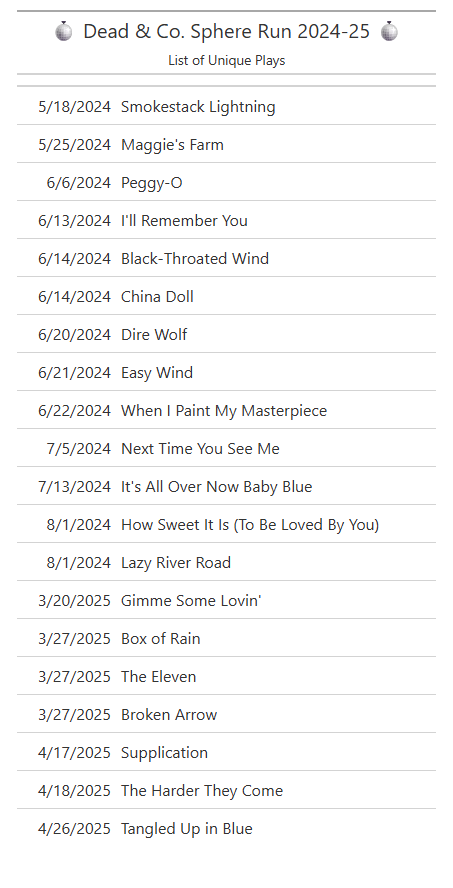 Dead & Co. Sphere Run 2024-25
List of Unique Plays
5/18/2024 Smokestack Lightning
5/25/2024 Maggie's Farm
6/6/2024 Peggy-O
6/13/2024 I'll Remember You
6/14/2024 Black-Throated Wind
6/14/2024 China Doll
6/20/2024 Dire Wolf
6/21/2024 Easy Wind
6/22/2024 When I Paint My Masterpiece
7/5/2024 Next Time You See Me
7/13/2024 It's All Over Now Baby Blue
8/1/2024 How Sweet It Is (To Be Loved By You)
8/1/2024 Lazy River Road
3/20/2025 Gimme Some Lovin'
3/27/2025 Box of Rain
3/27/2025 The Eleven
3/27/2025 Broken Arrow
4/17/2025 Supplication
4/18/2025 The Harder They Come
4/26/2025 Tangled Up in Blue